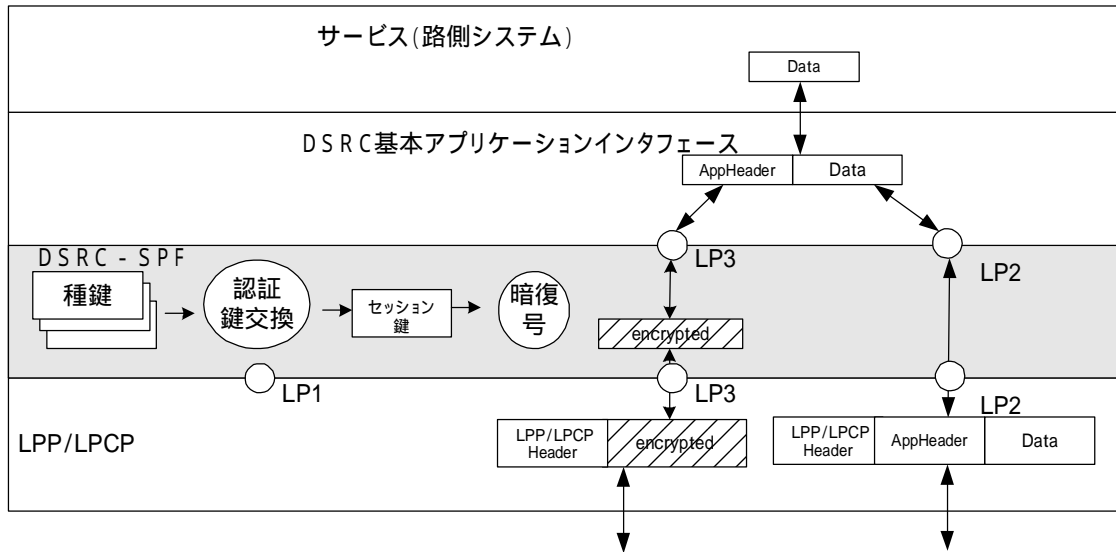 サービス(路側システム)
Data
DSRC基本アプリケーションインタフェース
AppHeader
Data
DSRC-SPF
LP3
LP2
種鍵
認証
鍵交換
セッション
鍵
暗復
号
encrypted
LP1
LP3
LP2
LPP/LPCP
LPP/LPCP
Header
encrypted
LPP/LPCP
Header
AppHeader
Data